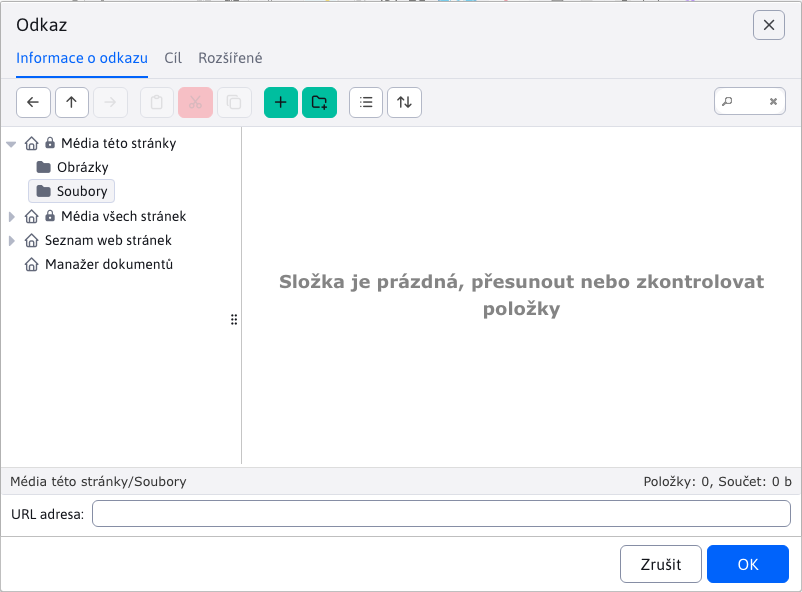 Odkaz
Informace o odkazu Cíl Rozšířené
Média této stránky
Obrázky
Soubory
Média všech stránek
Seznam web stránek
Manažer dokumentů
Složka je prázdná, přesunout nebo zkontrolovat
položky
Média této stránky/Soubory Položky: 0, Součet: 0 b
URL adresa:
Zrušit OK